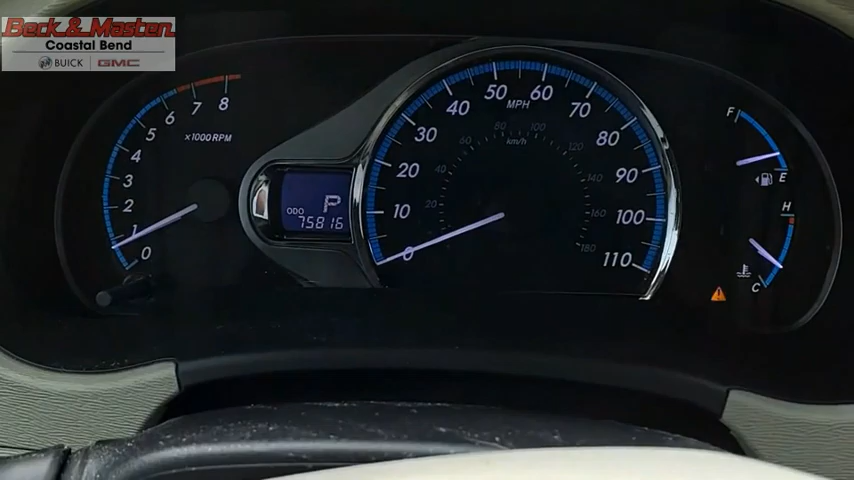 Beck & Masten
Coastal Bend
BUICK | GMC
8
7
6
5
4
3
2
1
0
×1000RPM
P
ODO
75816
0
10
20
30
40
50
60
70
80
90
100
110
MPH
km/h
20
40
60
80
100
120
140
160
180
F
E
H
C